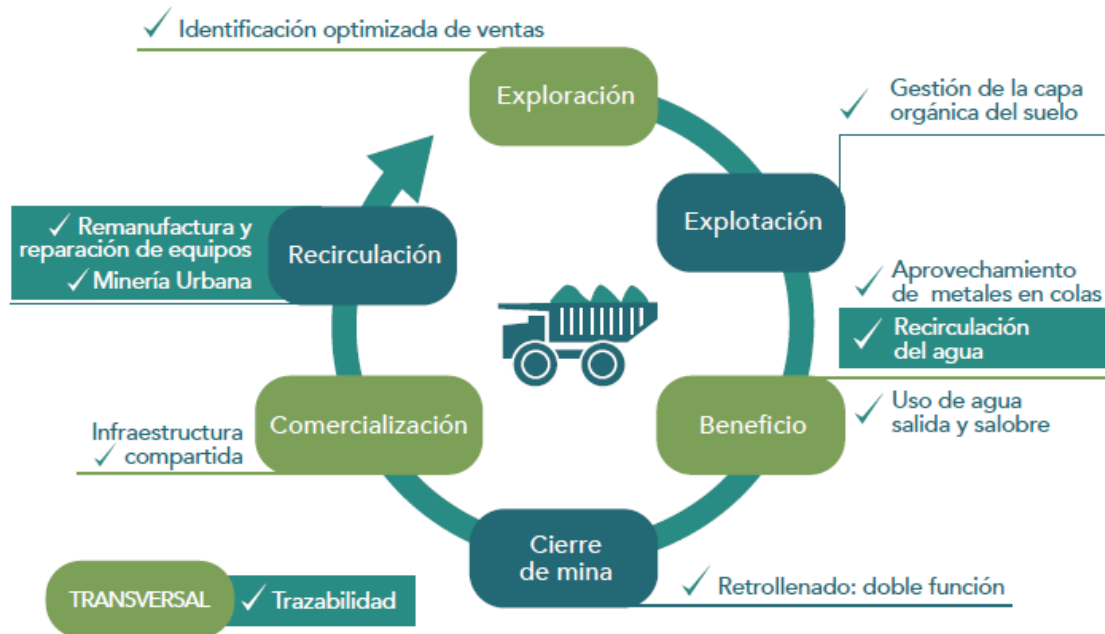 ✓ Identificación optimizada de ventas
Exploración
✓ Gestión de la capa
orgánica del suelo
Explotación
✓ Aprovechamiento
de metales en colas
✓ Recirculación
del agua
Beneficio
✓ Uso de agua
salida y salobre
Cierre
de mina
✓ Retrollenado: doble función
Comercialización
Infraestructura
✓ compartida
Recirculación
✓ Remanufactura y
reparación de equipos
✓ Minería Urbana
TRANSVERSAL ✓ Trazabilidad